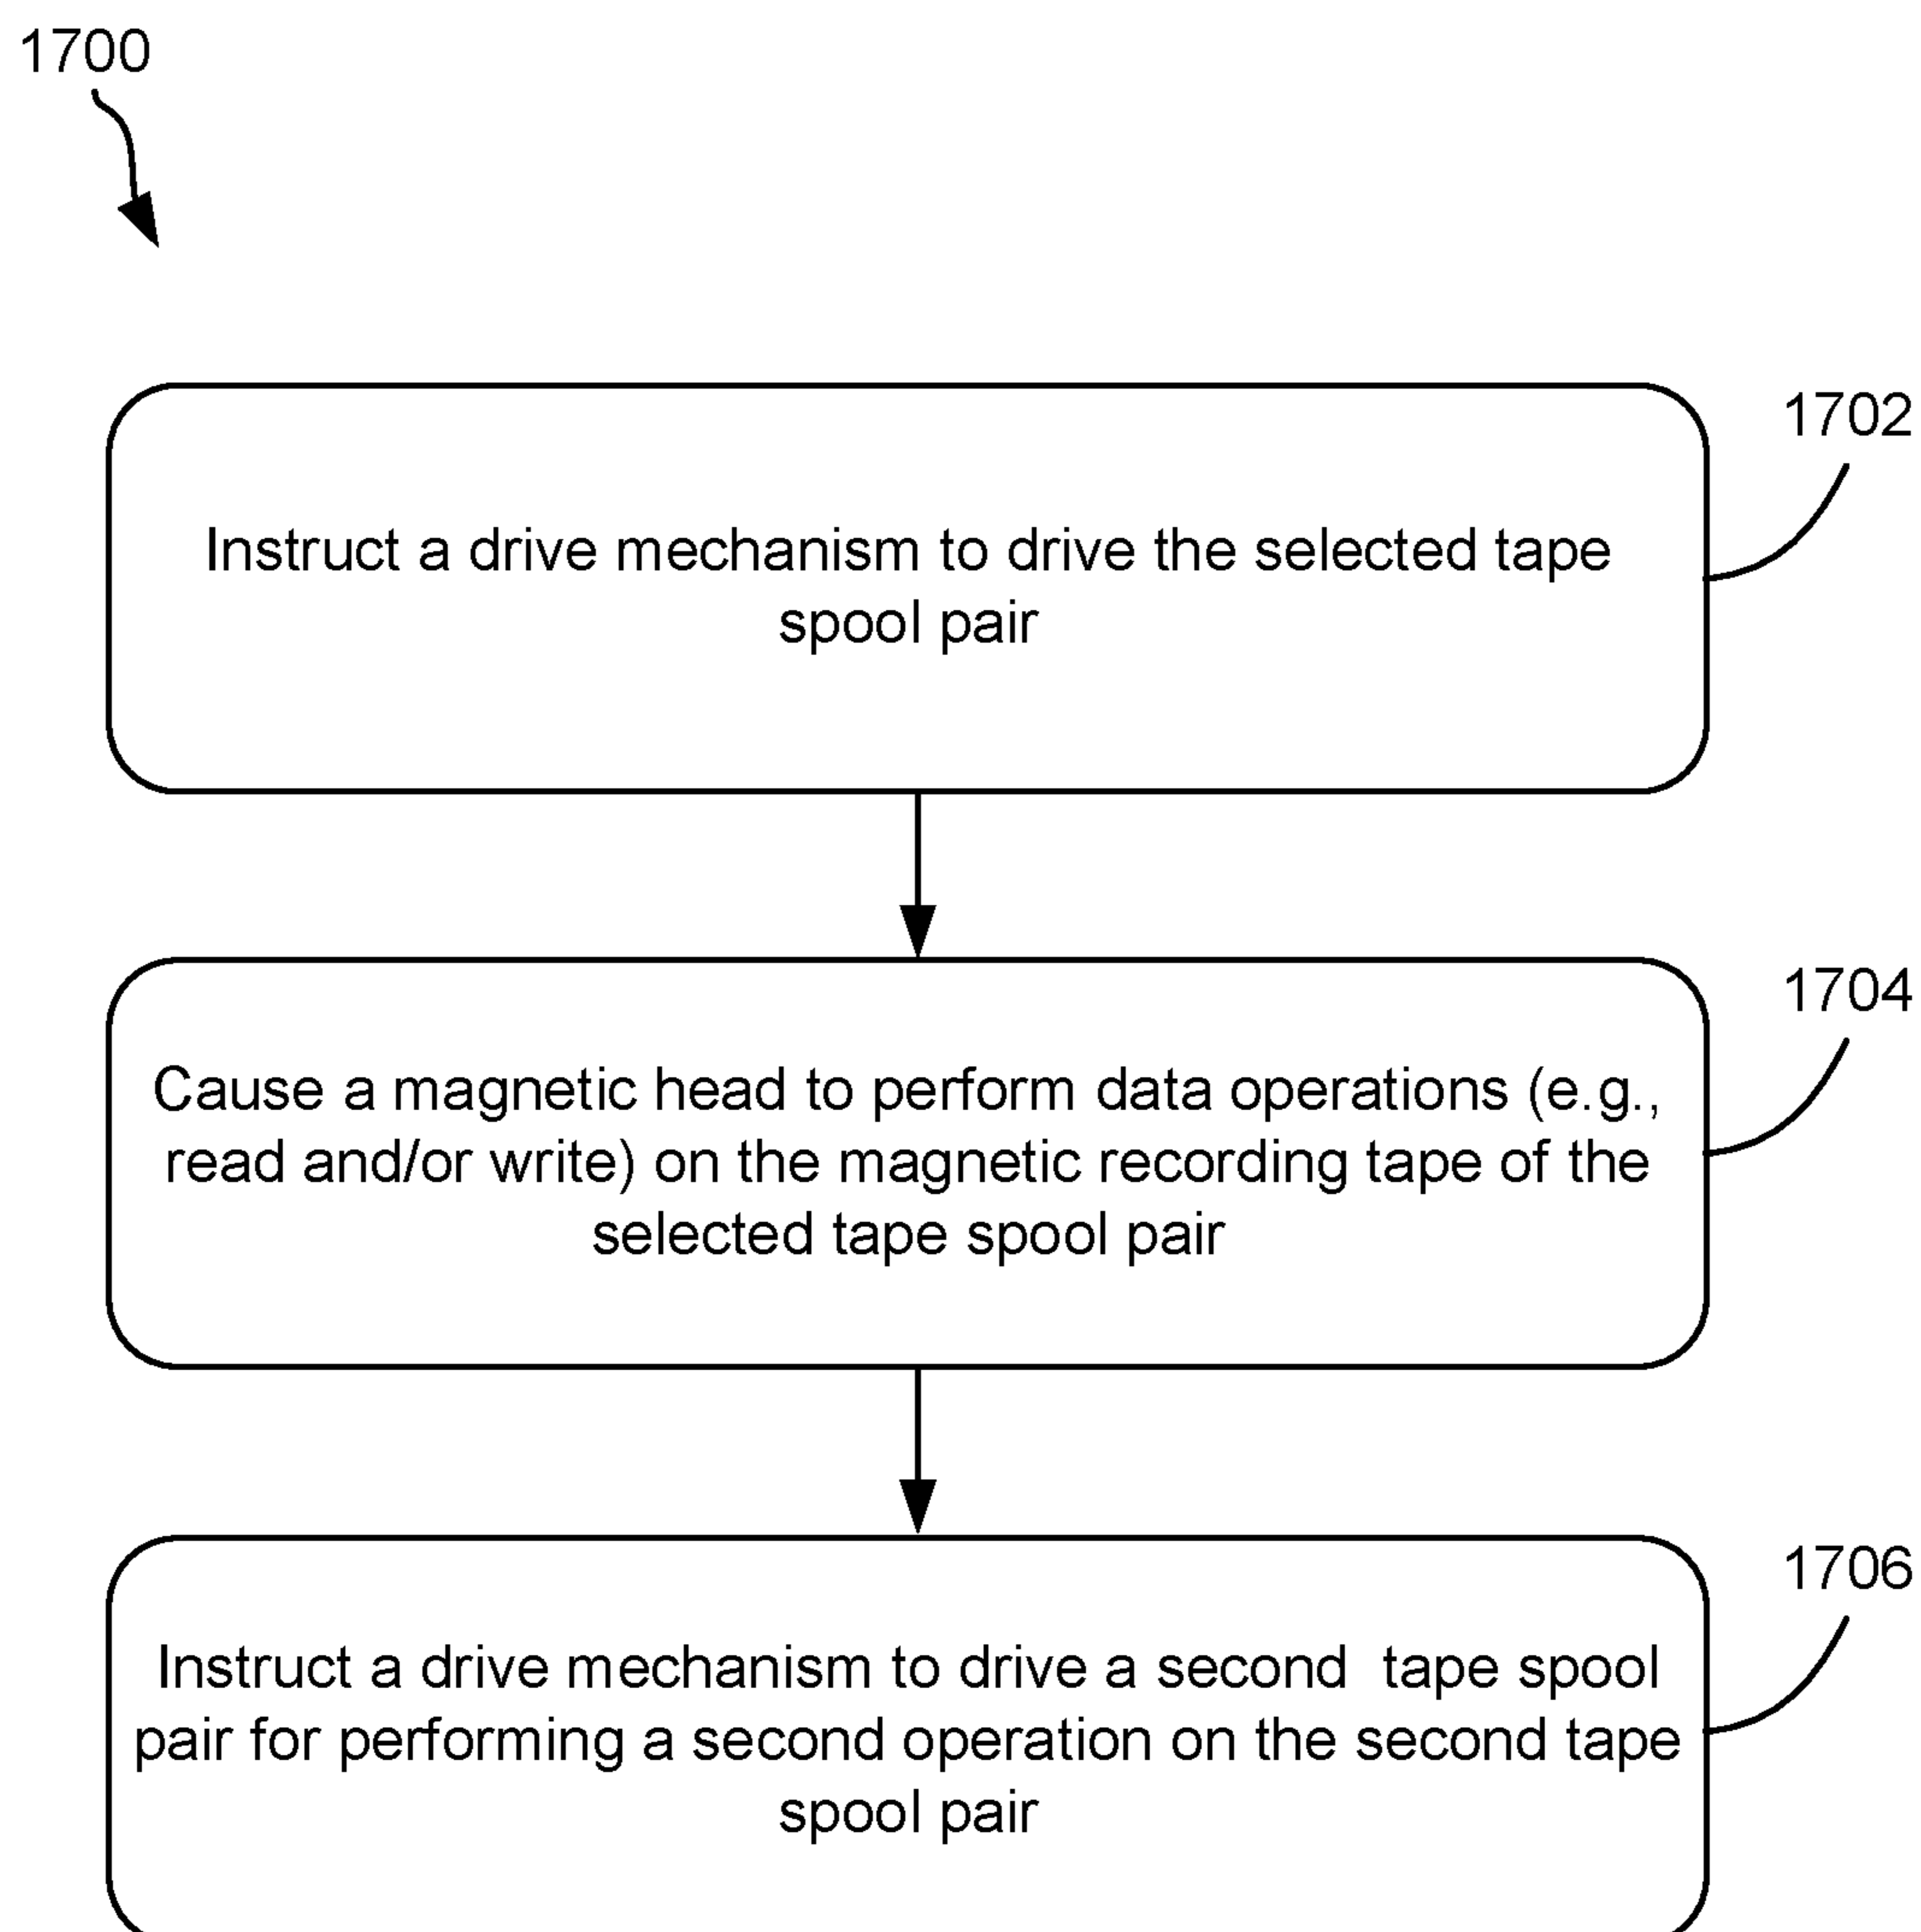 1700
1702
Instruct a drive mechanism to drive the selected tape
spool pair
1704
Cause a magnetic head to perform data operations (e.g.,
read and/or write) on the magnetic recording tape of the
selected tape spool pair
1706
Instruct a drive mechanism to drive a second  tape spool
pair for performing a second operation on the second tape
spool pair